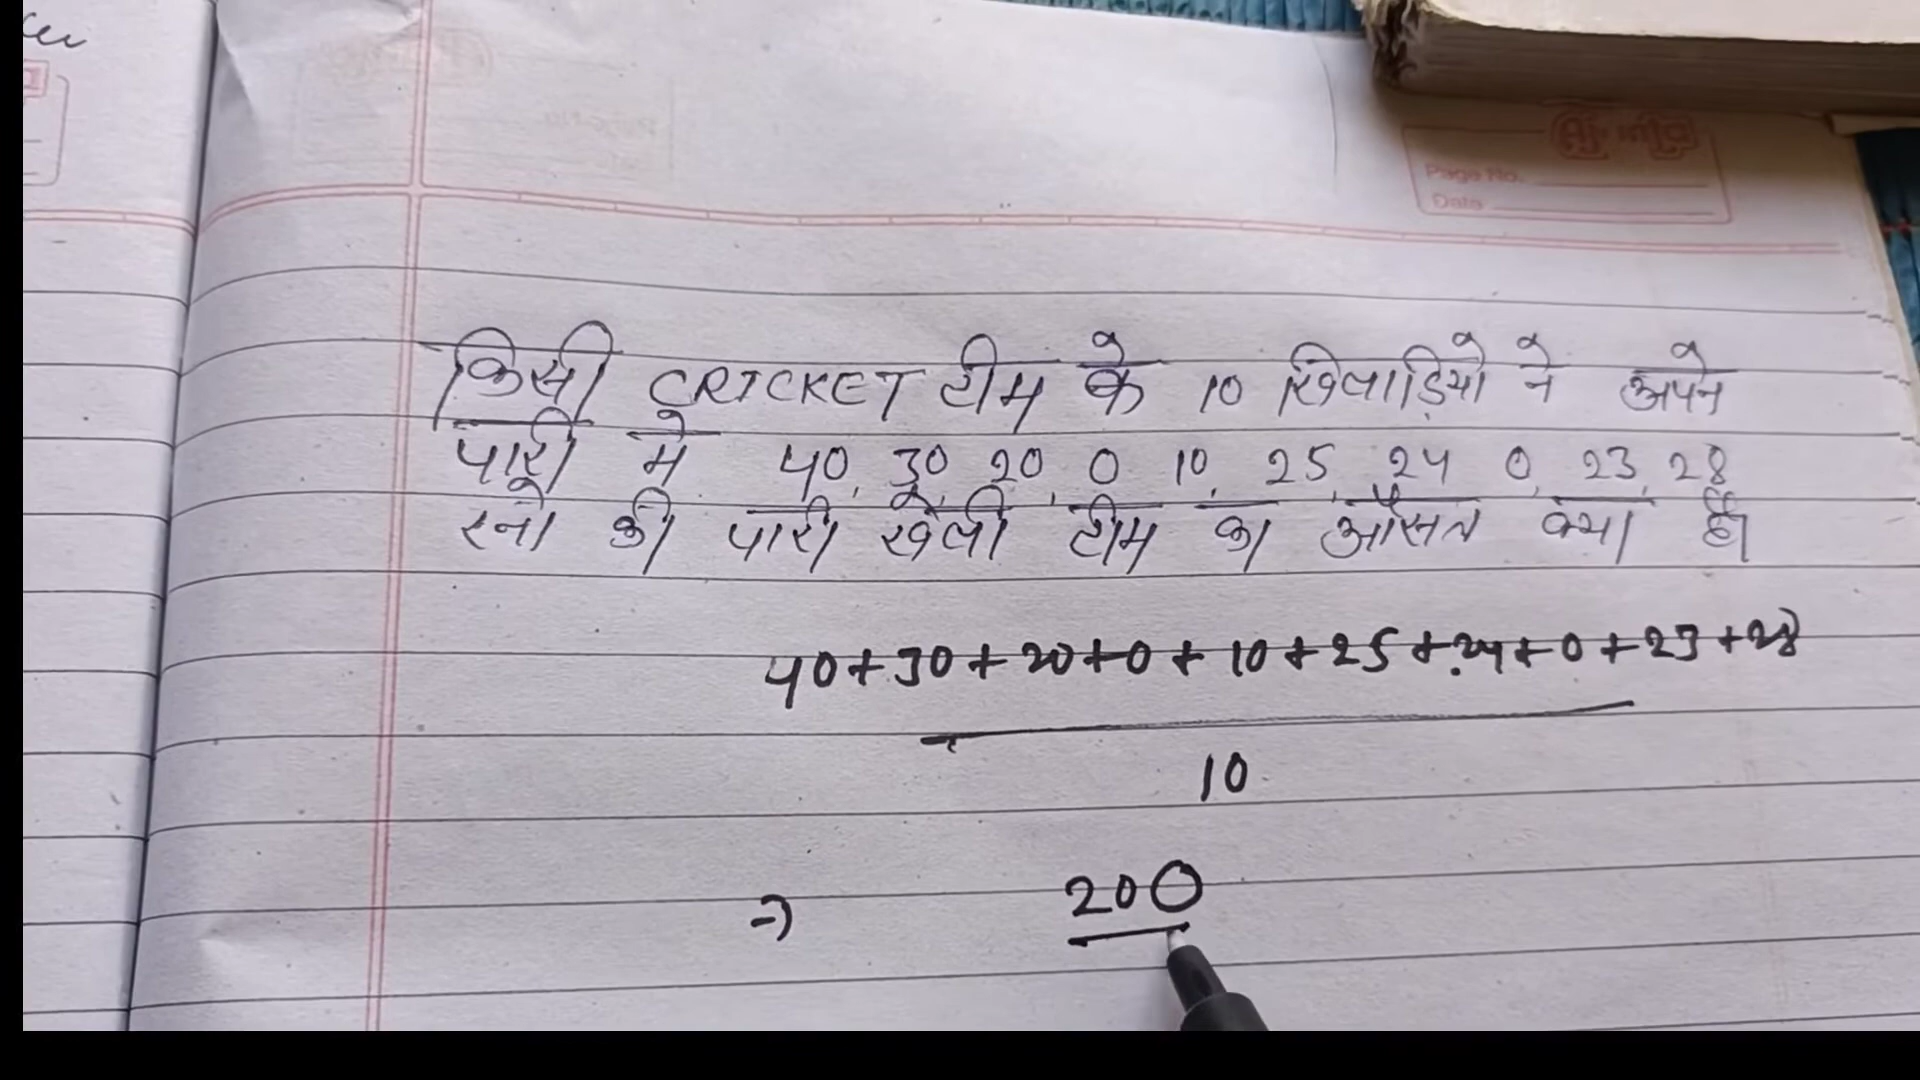 किसी CRICKET टीम के 10 खिलाड़ियो ने अपने
पारी मे 40, 30, 20, 0 10, 25, 24 0, 23, 28
रनो की पारी खेली टीम का औसत क्या है।
40+30+20+0+10+25+24+0+23+28
10
⇒ 200
Page No.
Date